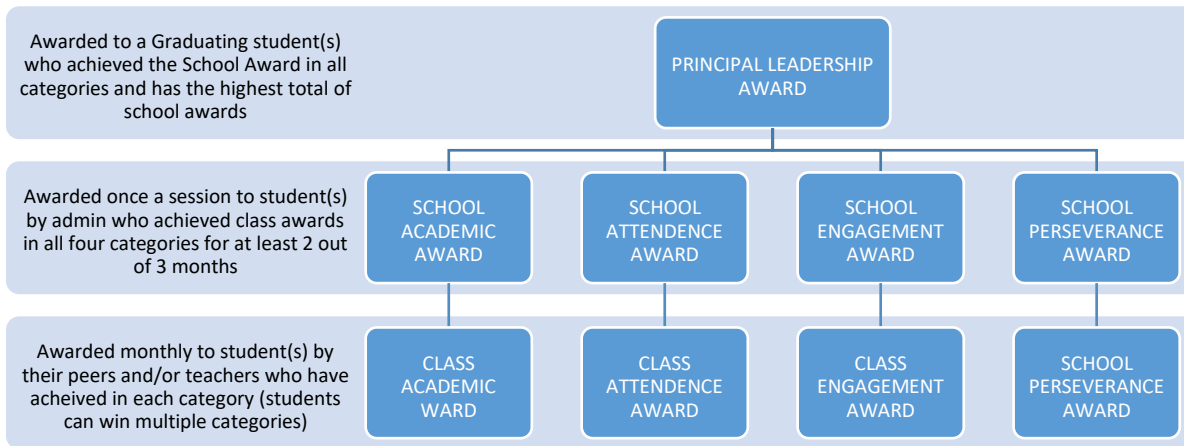 Awarded to a Graduating student(s)
who achieved the School Award in all
categories and has the highest total of
school awards
PRINCIPAL LEADERSHIP
AWARD
Awarded once a session to student(s)
by admin who achieved class awards
in all four categories for at least 2 out
of 3 months
SCHOOL
ACADEMIC
AWARD
SCHOOL
ATTENDENCE
AWARD
SCHOOL
ENGAGEMENT
AWARD
SCHOOL
PERSEVERANCE
AWARD
Awarded monthly to student(s) by
their peers and/or teachers who have
acheived in each category (students
can win multiple categories)
CLASS
ACADEMIC
WARD
CLASS
ATTENDENCE
AWARD
CLASS
ENGAGEMENT
AWARD
SCHOOL
PERSEVERANCE
AWARD